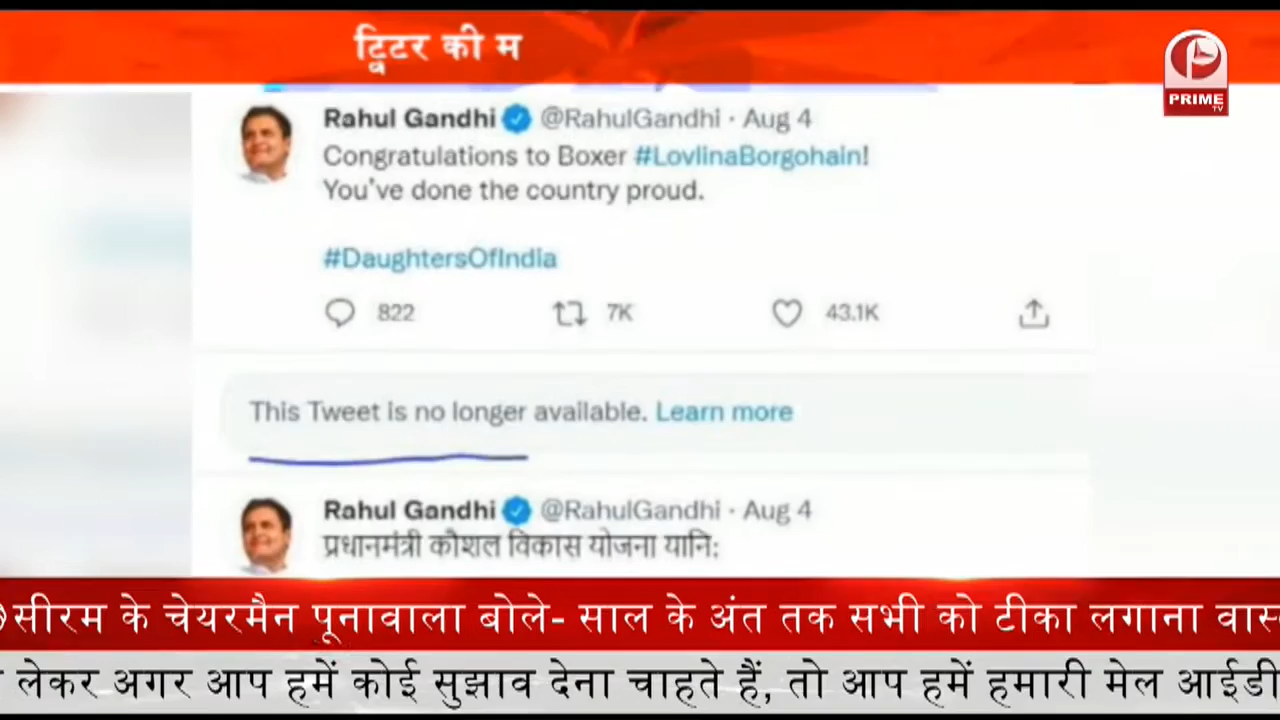 ट्विटर की म
PRIME
TV
Rahul Gandhi @RahulGandhi · Aug 4
Congratulations to Boxer #LovlinaBorgohain!
You've done the country proud.
#DaughtersOfIndia
822 7K 43.1K
This Tweet is no longer available. Learn more
Rahul Gandhi @RahulGandhi · Aug 4
प्रधानमंत्री कौशल विकास योजना यानि:
सीरम के चेयरमैन पूनावाला बोले- साल के अंत तक सभी को टीका लगाना वास्
लेकर अगर आप हमें कोई सुझाव देना चाहते हैं, तो आप हमें हमारी मेल आईडी